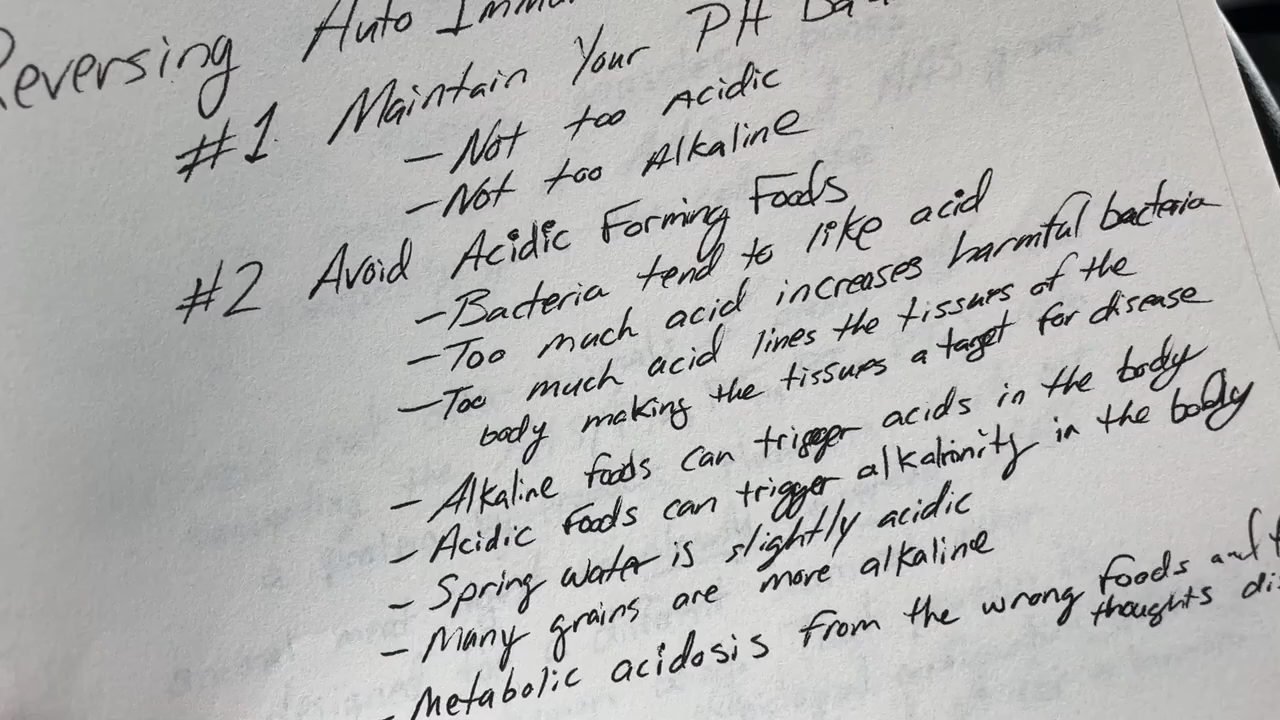 Reversing Auto
#1 Maintain Your PH
- Not too Acidic
- Not too Alkaline
#2 Avoid Acidic Forming Foods
- Bacteria tend to like acid
- Too much acid increases harmful bacteria
- Too much acid lines the tissues of the
body making the tissues a target for disease
- Alkaline foods can trigger acids in the body
- Acidic Foods can trigger alkalinity in the body
- Spring water is slightly acidic
- Many grains are more alkaline
- Metabolic acidosis from the wrong foods and
thoughts